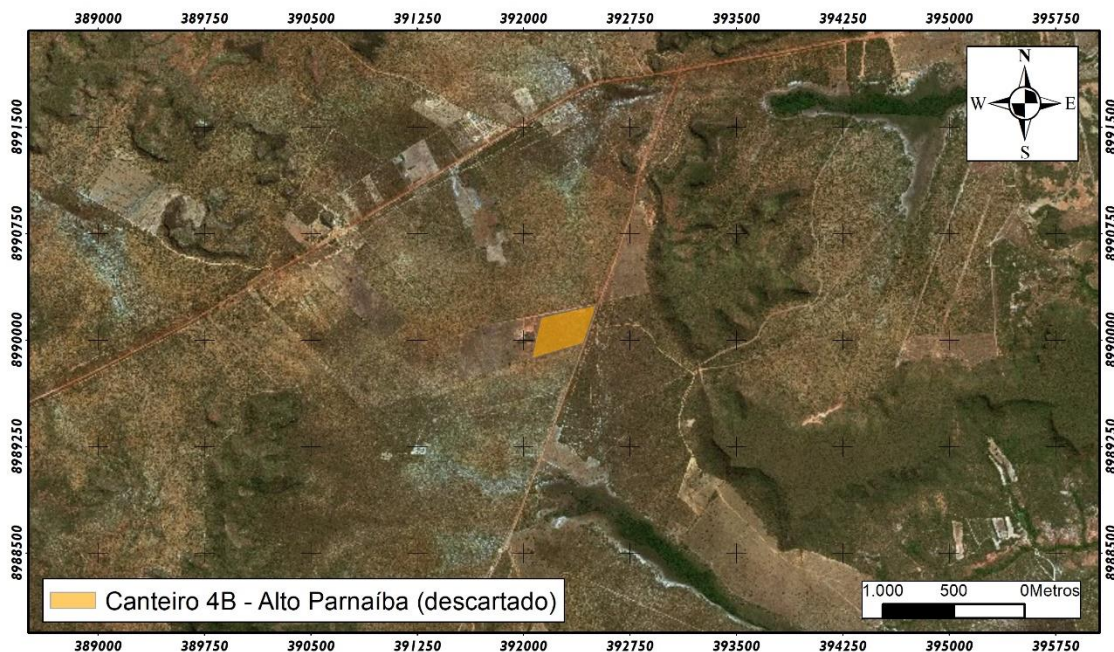 389000 389750 390500 391250 392000 392750 393500 394250 395000 395750
N
W E
S
8991500 8991500
8990750 8990750
8990000 8990000
8989250 8989250
8988500 8988500
Canteiro 4B - Alto Parnaíba (descartado)
1.000 500 0Metros
389000 389750 390500 391250 392000 392750 393500 394250 395000 395750